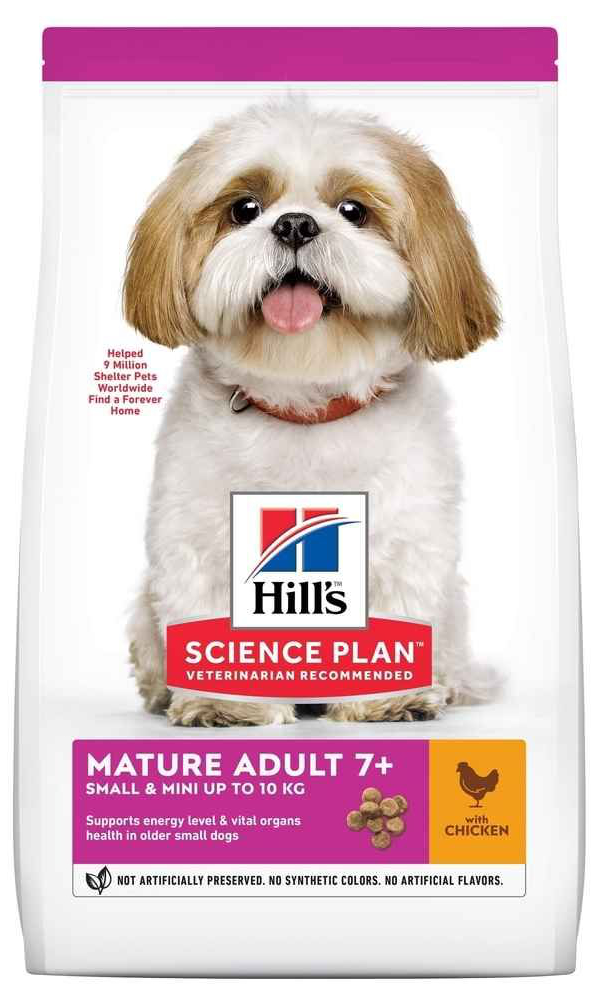 Helped
9 Million
Shelter Pets
Worldwide
Find a Forever
Home
Hill's™
SCIENCE PLAN™
VETERINARIAN RECOMMENDED
MATURE ADULT 7+
SMALL & MINI UP TO 10 KG
Supports energy level & vital organs
health in older small dogs
with
CHICKEN
NOT ARTIFICIALLY PRESERVED. NO SYNTHETIC COLORS. NO ARTIFICIAL FLAVORS.